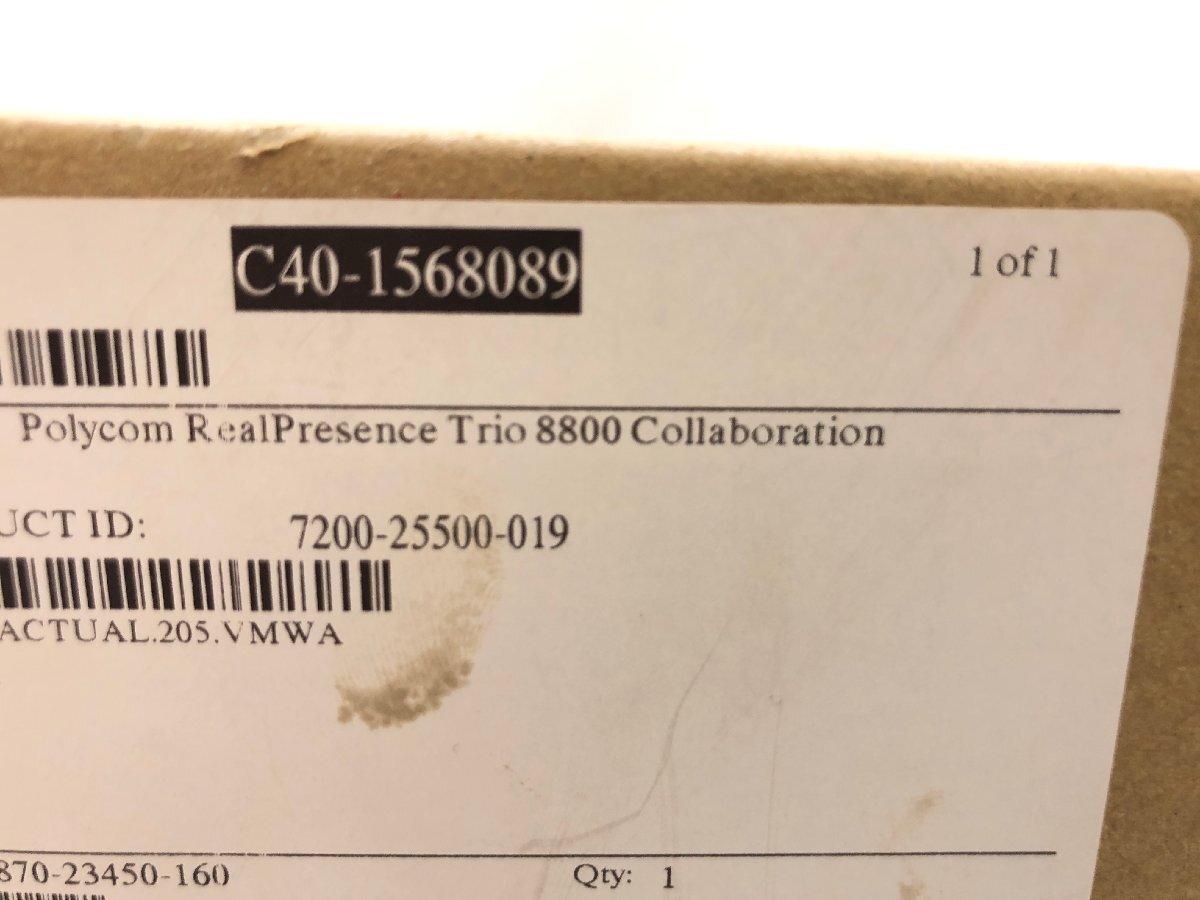 C40-1568089
1 of 1
Polycom RealPresence Trio 8800 Collaboration
UCT ID: 7200-25500-019
ACTUAL.205.VMWA
870-23450-160 Qty: 1